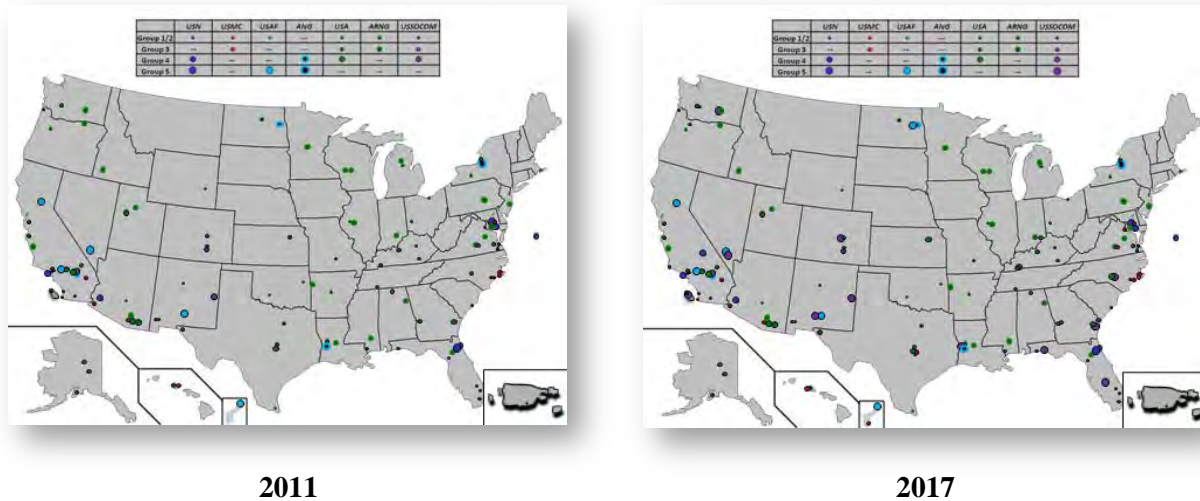 USN USMC USAF ANG USA ARNG USSOCOM
Group 1/2 --- 
Group 3 -- -- ---
Group 4 -- -- --
Group 5 -- --- -- ---
USN USMC USAF ANG USA ARNG USSOCOM
Group 1/2 ---
Group 3 -- -- ---
Group 4 -- -- --
Group 5 -- --- --
2011
2017